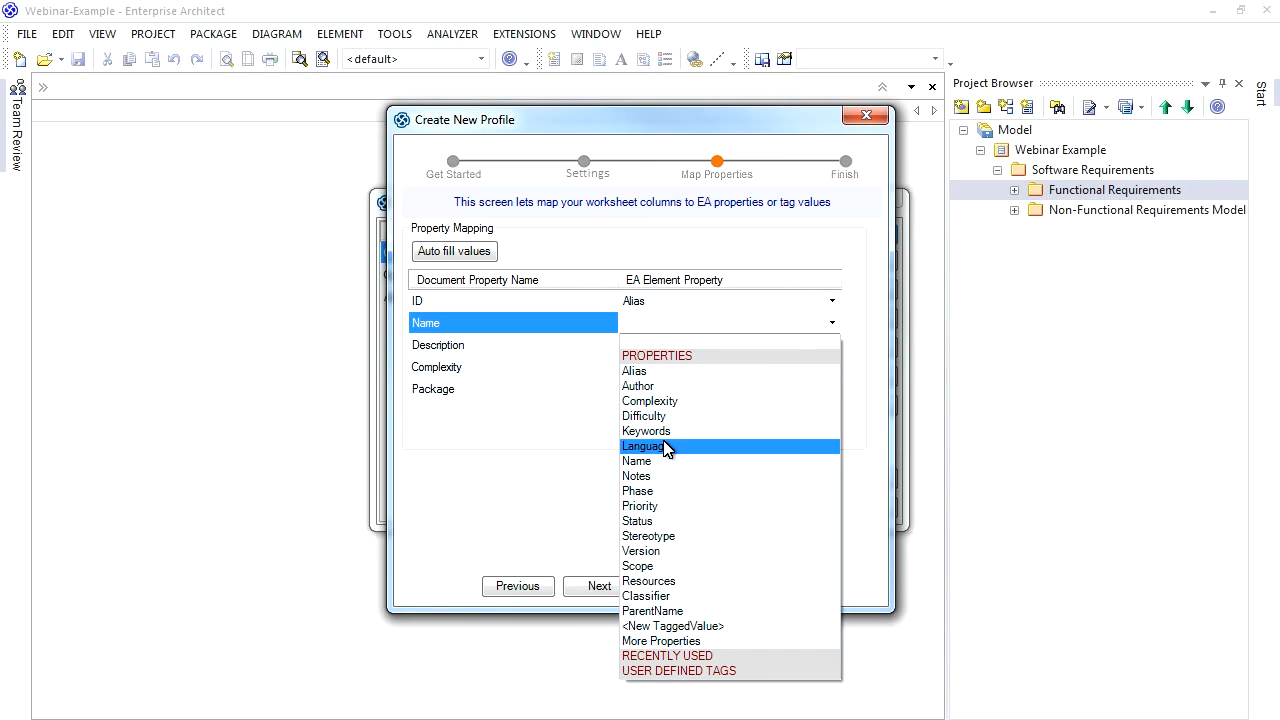 Webinar-Example - Enterprise Architect
FILE EDIT VIEW PROJECT PACKAGE DIAGRAM ELEMENT TOOLS ANALYZER EXTENSIONS WINDOW HELP
<default>
Team Review
Project Browser
Start
Model
Webinar Example
Software Requirements
Functional Requirements
Non-Functional Requirements Model
Create New Profile
Get Started Settings Map Properties Finish
This screen lets map your worksheet columns to EA properties or tag values
Property Mapping
Auto fill values
Document Property Name EA Element Property
ID Alias
Name
Description
Complexity
Package
PROPERTIES
Alias
Author
Complexity
Difficulty
Keywords
Languag
Name
Notes
Phase
Priority
Status
Stereotype
Version
Scope
Resources
Classifier
ParentName
<New TaggedValue>
More Properties
RECENTLY USED
USER DEFINED TAGS
Previous Next